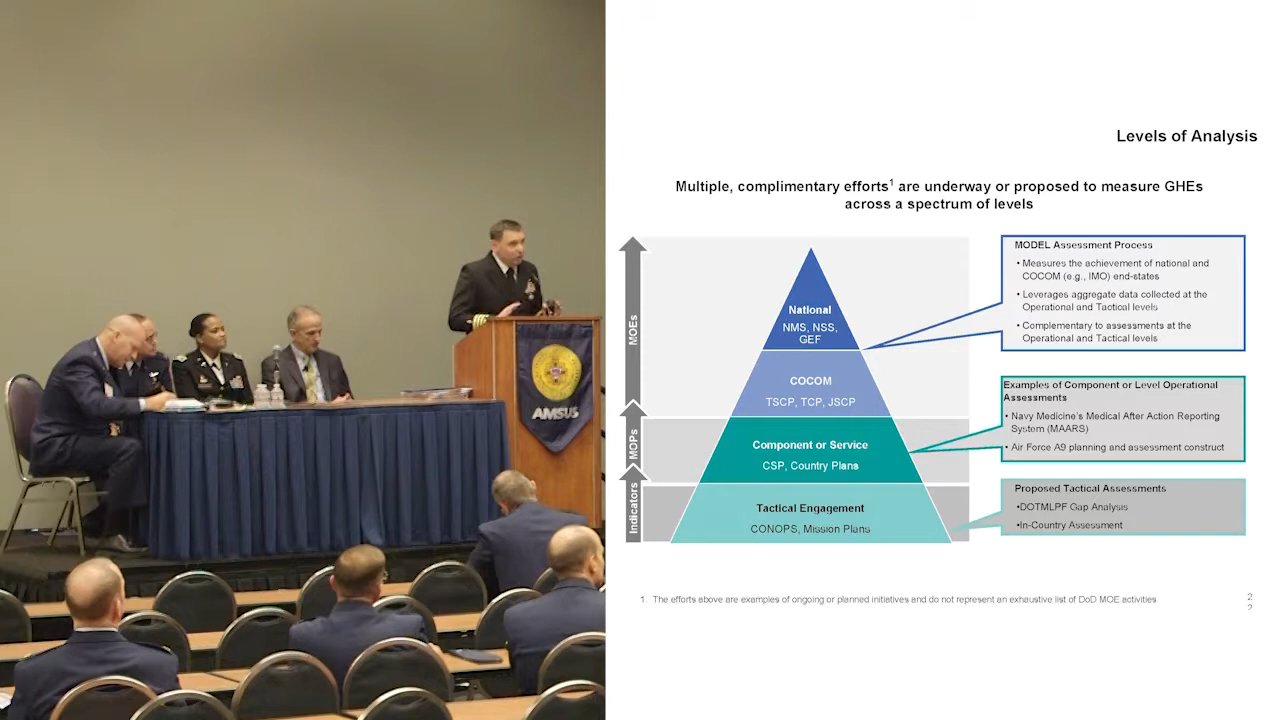 AMSUS
Levels of Analysis
Multiple, complimentary efforts1 are underway or proposed to measure GHEs
across a spectrum of levels
MOEs
MOPs
Indicators
National
NMS, NSS,
GEF
COCOM
TSCP, TCP, JSCP
Component or Service
CSP, Country Plans
Tactical Engagement
CONOPS, Mission Plans
MODEL Assessment Process
• Measures the achievement of national and
COCOM (e.g., IMO) end-states
• Leverages aggregate data collected at the
Operational and Tactical levels
• Complementary to assessments at the
Operational and Tactical levels
Examples of Component or Level Operational
Assessments
• Navy Medicine's Medical After Action Reporting
System (MAARS)
• Air Force A9 planning and assessment construct
Proposed Tactical Assessments
•DOTMLPF Gap Analysis
•In-Country Assessment
1. The efforts above are examples of ongoing or planned initiatives and do not represent an exhaustive list of DoD MOE activities
2
2